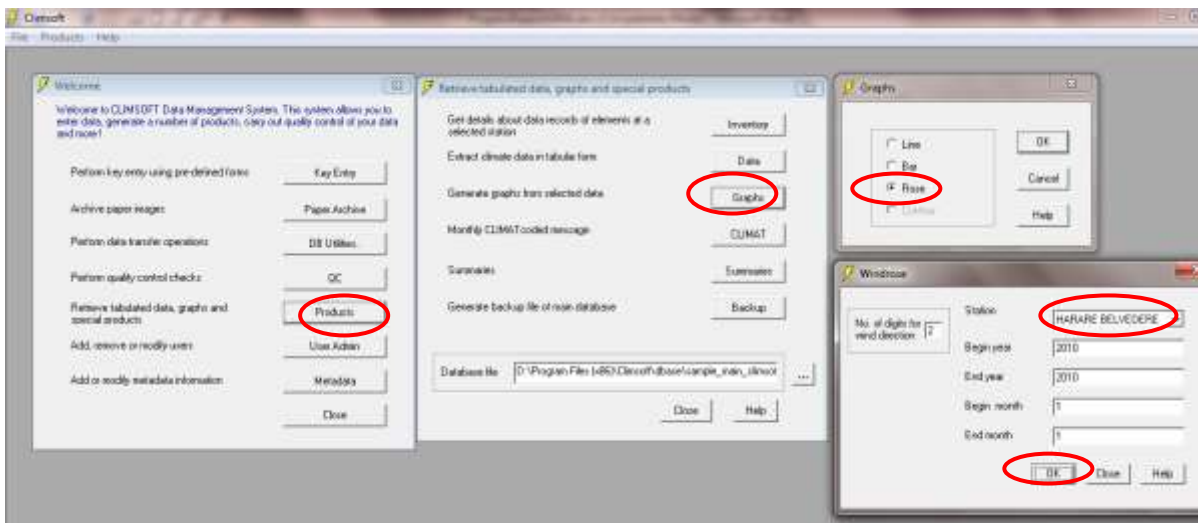 Climsoft
File Products Help
Welcome
Welcome to CLIMSOFT Data Management System. This system allows you to
enter data, generate a number of products, carry out quality control of your data
and more!
Perform key entry using pre-defined forms
Key Entry
Archive paper images
Paper Archive
Perform data transfer operations
DB Utilities
Perform quality control checks
QC
Retrieve tabulated data, graphs and
special products
Products
Add, remove or modify users
User Admin
Add or modify metadata information
Metadata
Close
Retrieve tabulated data, graphs and special products
Get details about data records of elements at a
selected station
Inventory
Extract climate data in tabular form
Data
Generate graphs from selected data
Graphs
Monthly CLIMAT coded message
CLIMAT
Summaries
Summaries
Generate backup file of main database
Backup
Database file
D:\Program Files (x86)\Climsoft\dbase\sample_main_climsoft
...
Close
Help
Graphs
Line
Bar
Rose
OK
Cancel
Help
Windrose
No. of digits for
wind direction
2
Station
HARARE BELVEDERE
Begin year
2010
End year
2010
Begin month
1
End month
1
OK
Close
Help